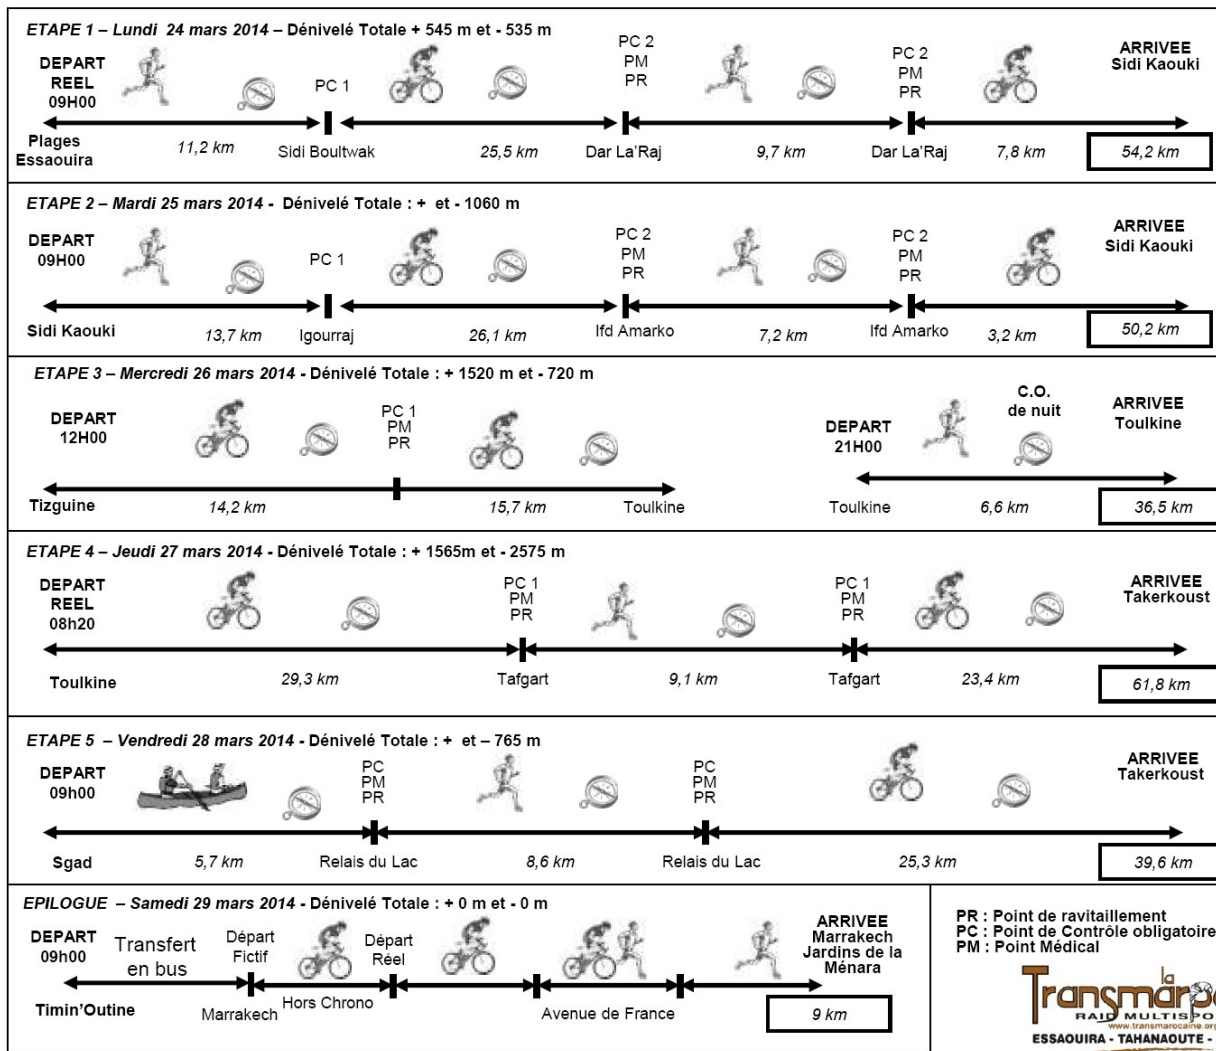 ETAPE 1 – Lundi 24 mars 2014 – Dénivelé Totale + 545 m et - 535 m
DEPART
REEL
09H00
PC 1
PC 2
PM
PR
PC 2
PM
PR
ARRIVEE
Sidi Kaouki
Plages
Essaouira
11,2 km
Sidi Boultwak
25,5 km
Dar La'Raj
9,7 km
Dar La'Raj
7,8 km
54,2 km
ETAPE 2 – Mardi 25 mars 2014 - Dénivelé Totale : + et - 1060 m
DEPART
09H00
PC 1
PC 2
PM
PR
PC 2
PM
PR
ARRIVEE
Sidi Kaouki
Sidi Kaouki
13,7 km
Igourraj
26,1 km
Ifd Amarko
7,2 km
Ifd Amarko
3,2 km
50,2 km
ETAPE 3 – Mercredi 26 mars 2014 - Dénivelé Totale : + 1520 m et - 720 m
DEPART
12H00
PC 1
PM
PR
DEPART
21H00
C.O.
de nuit
ARRIVEE
Toulkine
Tizguine
14,2 km
15,7 km
Toulkine
Toulkine
6,6 km
36,5 km
ETAPE 4 – Jeudi 27 mars 2014 - Dénivelé Totale : + 1565m et - 2575 m
DEPART
REEL
08h20
PC 1
PM
PR
PC 1
PM
PR
ARRIVEE
Takerkoust
Toulkine
29,3 km
Tafgart
9,1 km
Tafgart
23,4 km
61,8 km
ETAPE 5 – Vendredi 28 mars 2014 - Dénivelé Totale : + et – 765 m
DEPART
09h00
PC
PM
PR
PC
PM
PR
ARRIVEE
Takerkoust
Sgad
5,7 km
Relais du Lac
8,6 km
Relais du Lac
25,3 km
39,6 km
EPILOGUE – Samedi 29 mars 2014 - Dénivelé Totale : + 0 m et - 0 m
DEPART
09h00
Transfert
en bus
Départ
Fictif
Départ
Réel
ARRIVEE
Marrakech
Jardins de la
Ménara
Timin'Outine
Marrakech
Hors Chrono
Avenue de France
9 km
PR : Point de ravitaillement
PC : Point de Contrôle obligatoire
PM : Point Médical
la
Transmaroc
RAID MULTISPO
www.transmarocaine.org
ESSAOUIRA - TAHANAOUTE -